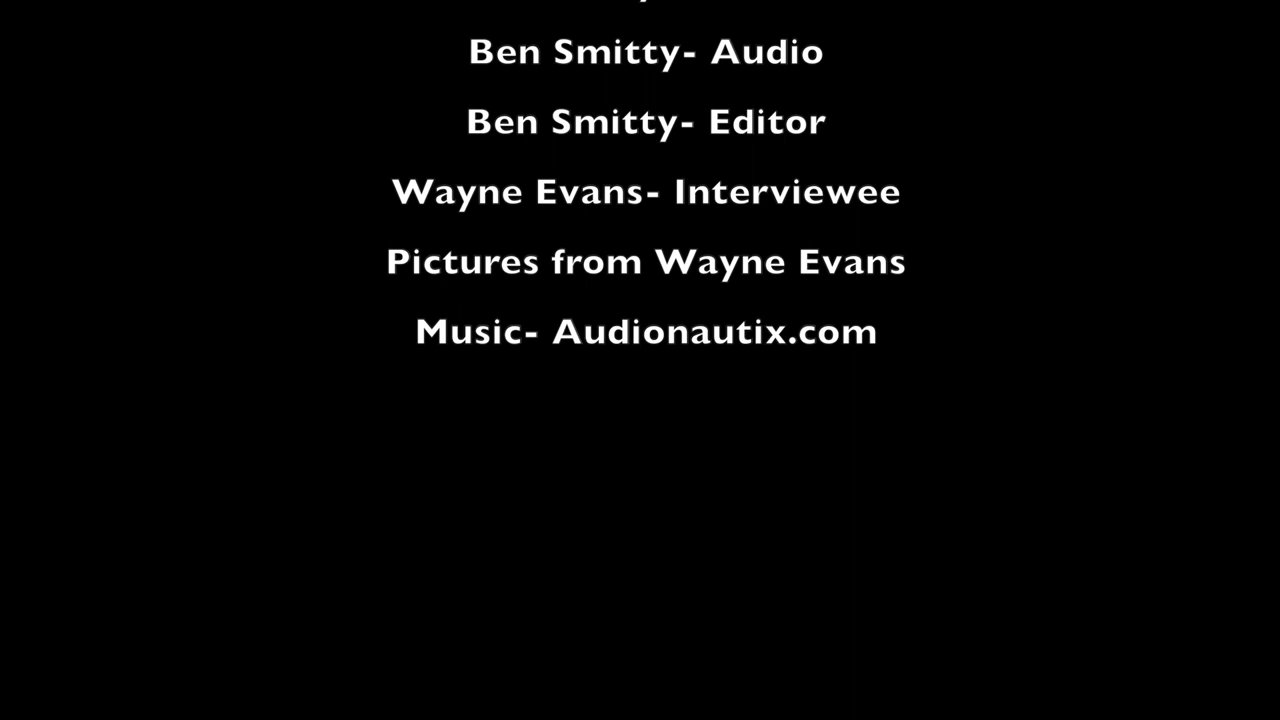 Ben Smitty- Audio
Ben Smitty- Editor
Wayne Evans- Interviewee
Pictures from Wayne Evans
Music- Audionautix.com